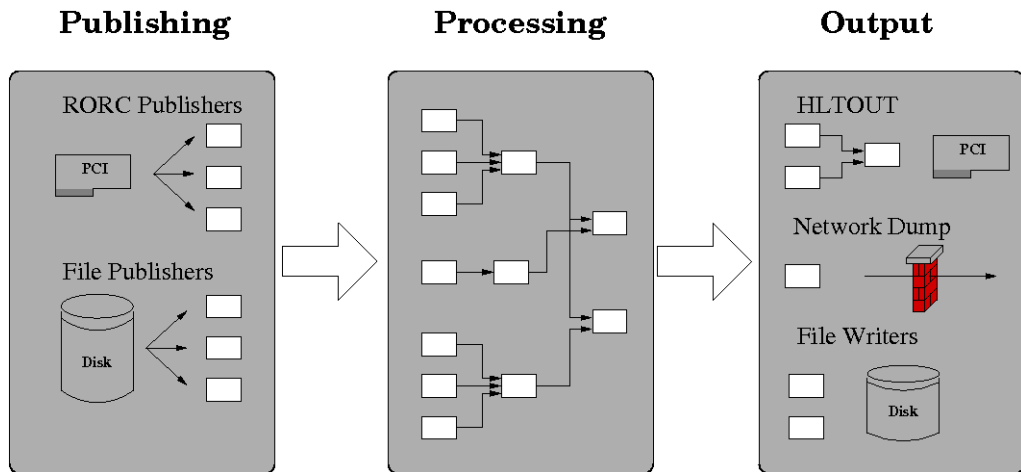 Publishing
Processing
Output
RORC Publishers
PCI
File Publishers
Disk
HLTOUT
PCI
Network Dump
File Writers
Disk